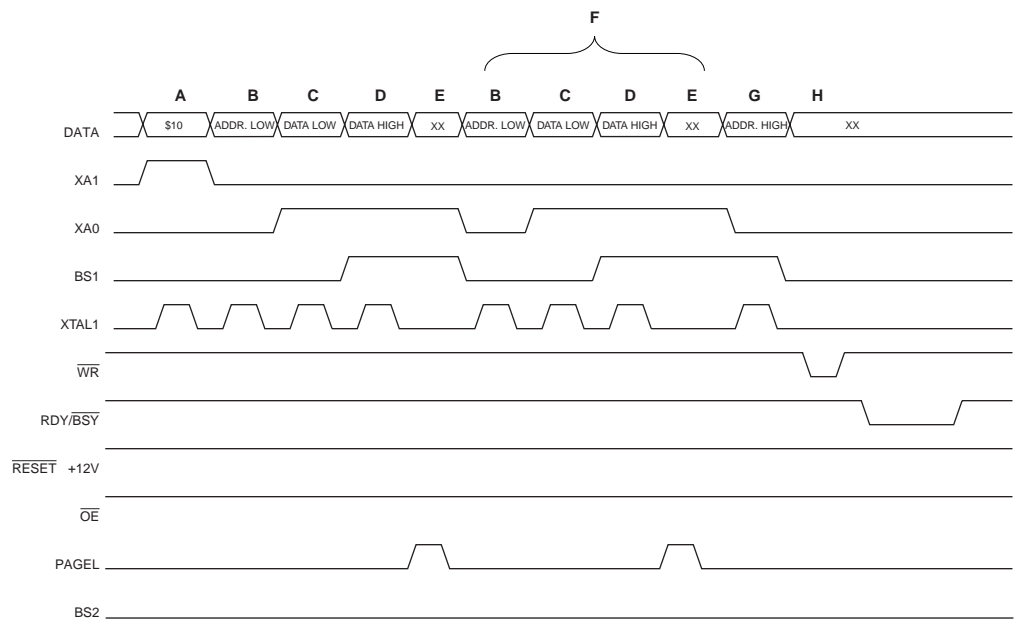 F
A B C D E B C D E G H
DATA $10 ADDR. LOW DATA LOW DATA HIGH XX ADDR. LOW DATA LOW DATA HIGH XX ADDR. HIGH XX
XA1
XA0
BS1
XTAL1
WR
RDY/BSY
RESET +12V
OE
PAGEL
BS2